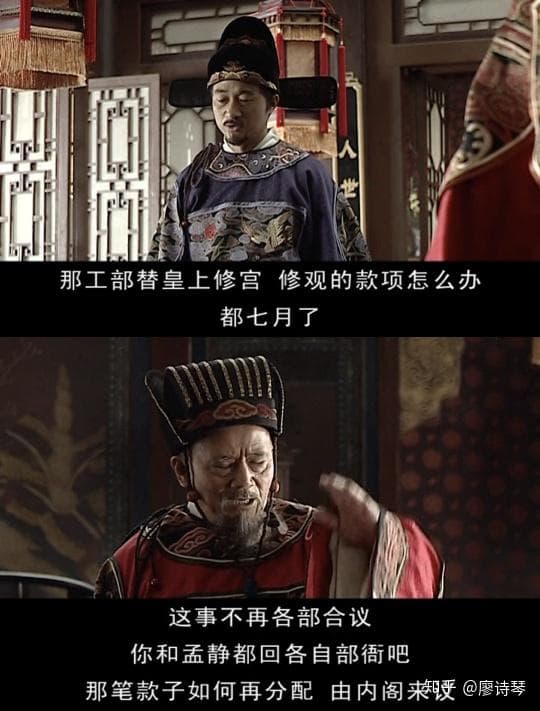 人世
那工部替皇上修宫 修观的款项怎么办
都七月了
这事不再各部合议
你和孟静都回各自部衙吧
那笔款子如何再分配 由内阁来议
知乎 @廖诗琴